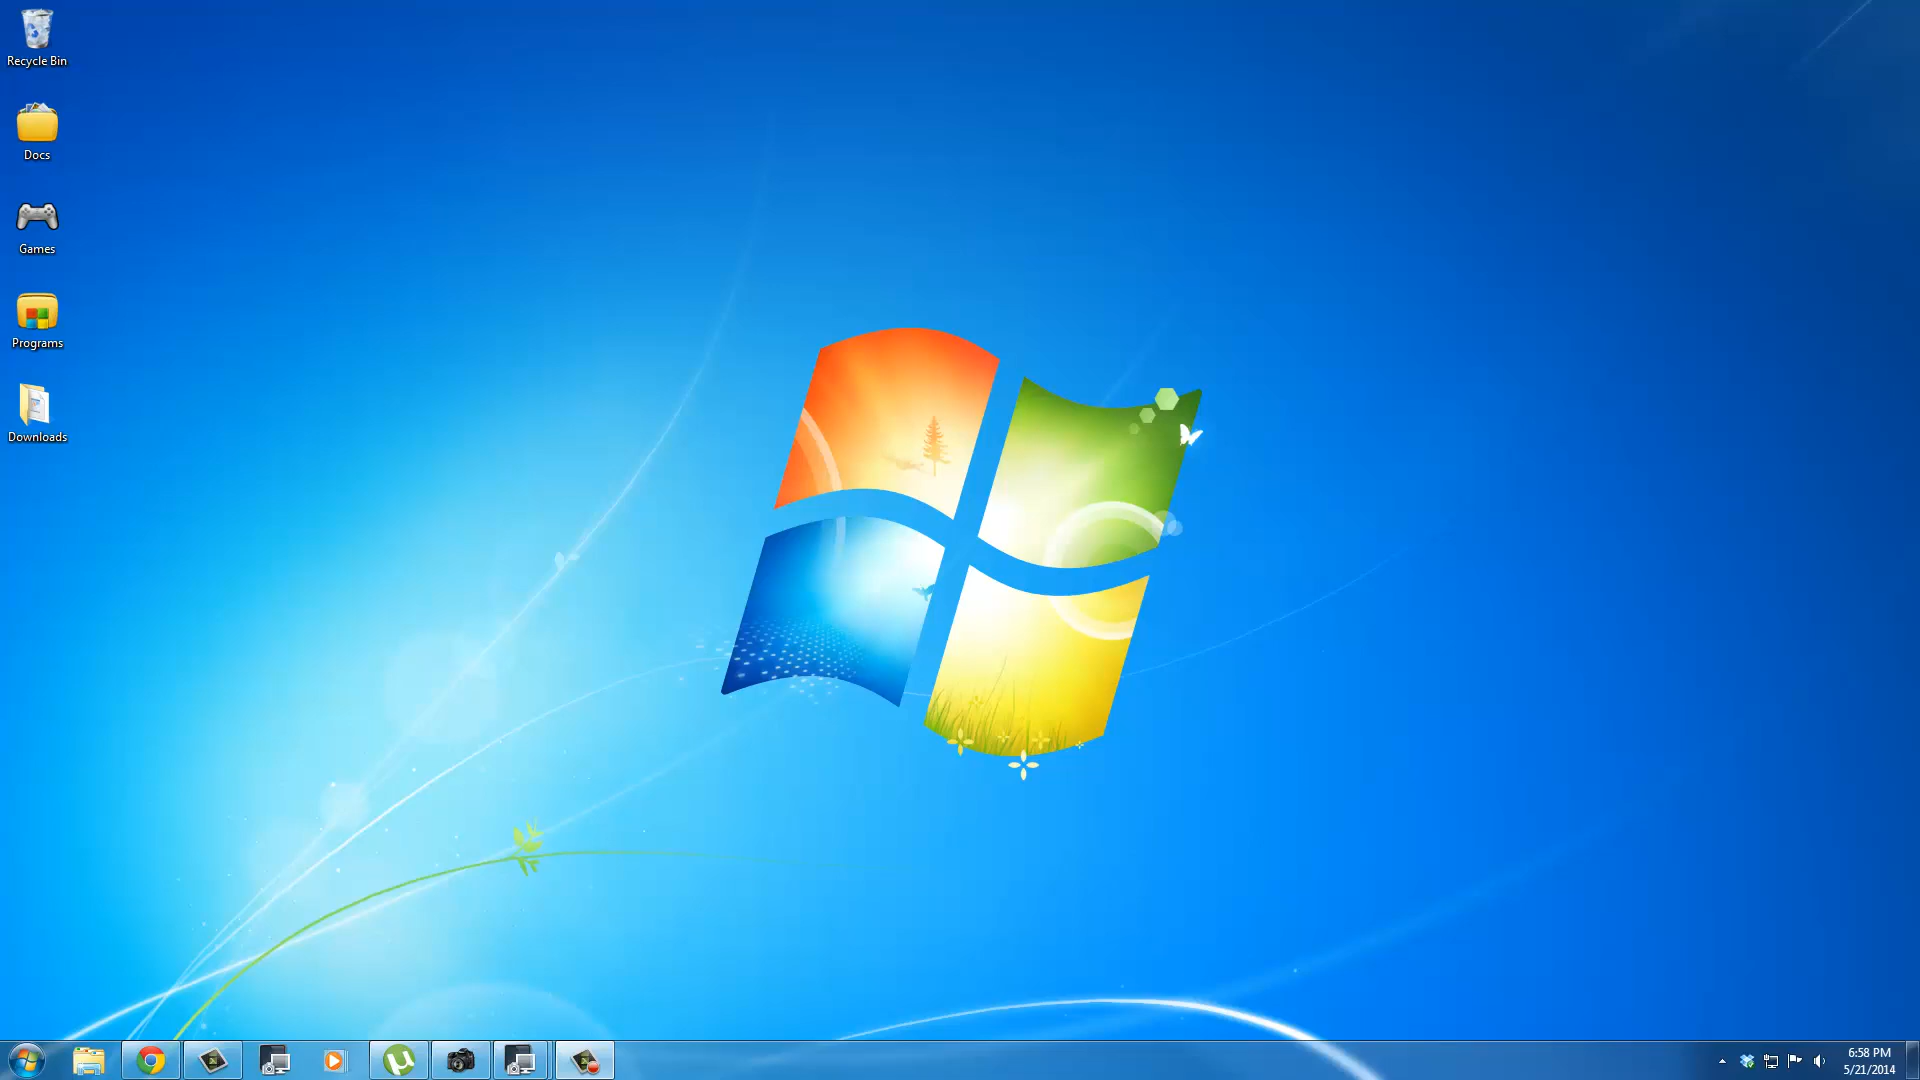 Recycle Bin
Docs
Games
Programs
Downloads
6:58 PM
5/21/2014